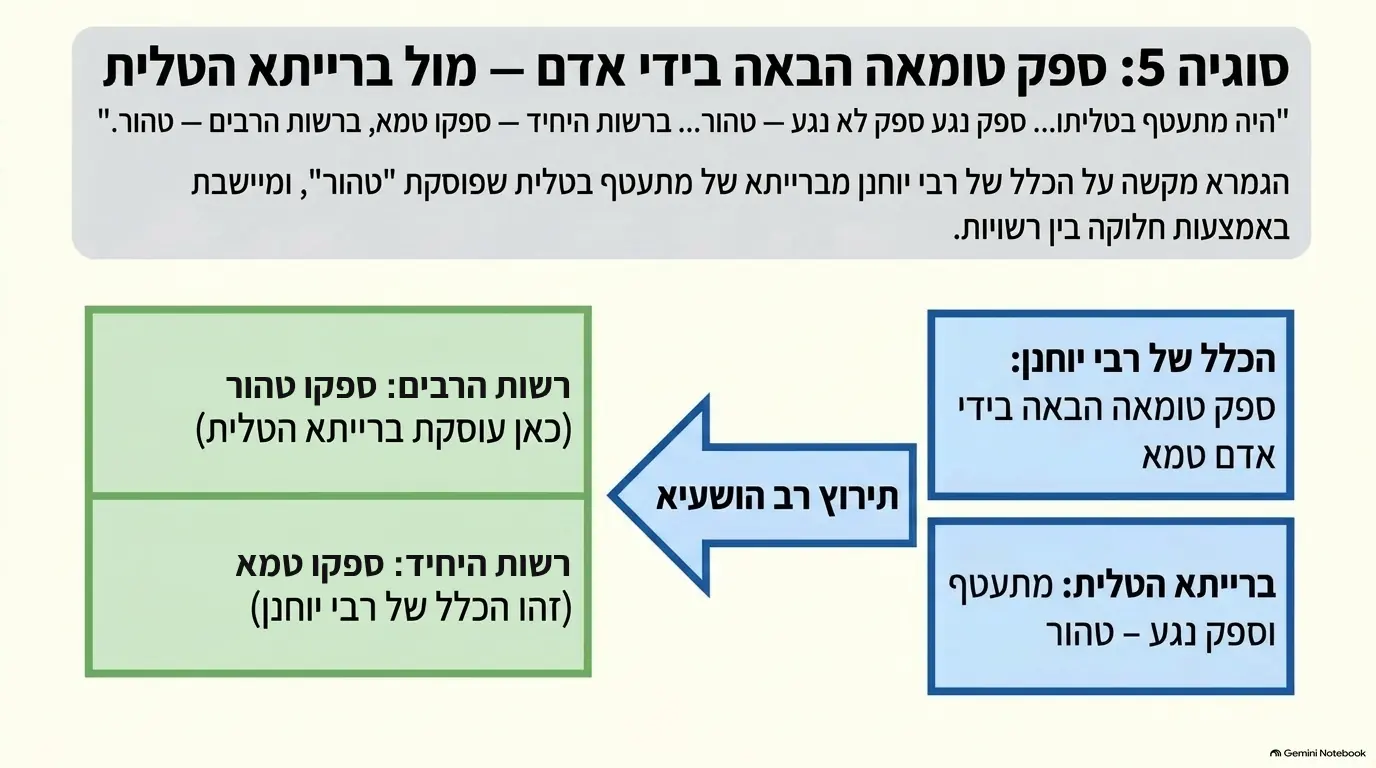 סוגיה 5: ספק טומאה הבאה בידי אדם – מול ברייתא הטלית
"היה מתעטף בטליתו... ספק נגע ספק לא נגע – טהור... ברשות היחיד – ספקו טמא, ברשות הרבים – טהור."
הגמרא מקשה על הכלל של רבי יוחנן מברייתא של מתעטף בטלית שפוסקת "טהור", ומיישבת
באמצעות חלוקה בין רשויות.
הכלל של רבי יוחנן:
ספק טומאה הבאה בידי
אדם טמא
ברייתא הטלית: מתעטף
וספק נגע – טהור
תירוץ רב הושעיא
רשות הרבים: ספקו טהור
(כאן עוסקת ברייתא הטלית)
רשות היחיד: ספקו טמא
(זהו הכלל של רבי יוחנן)
Gemini Notebook